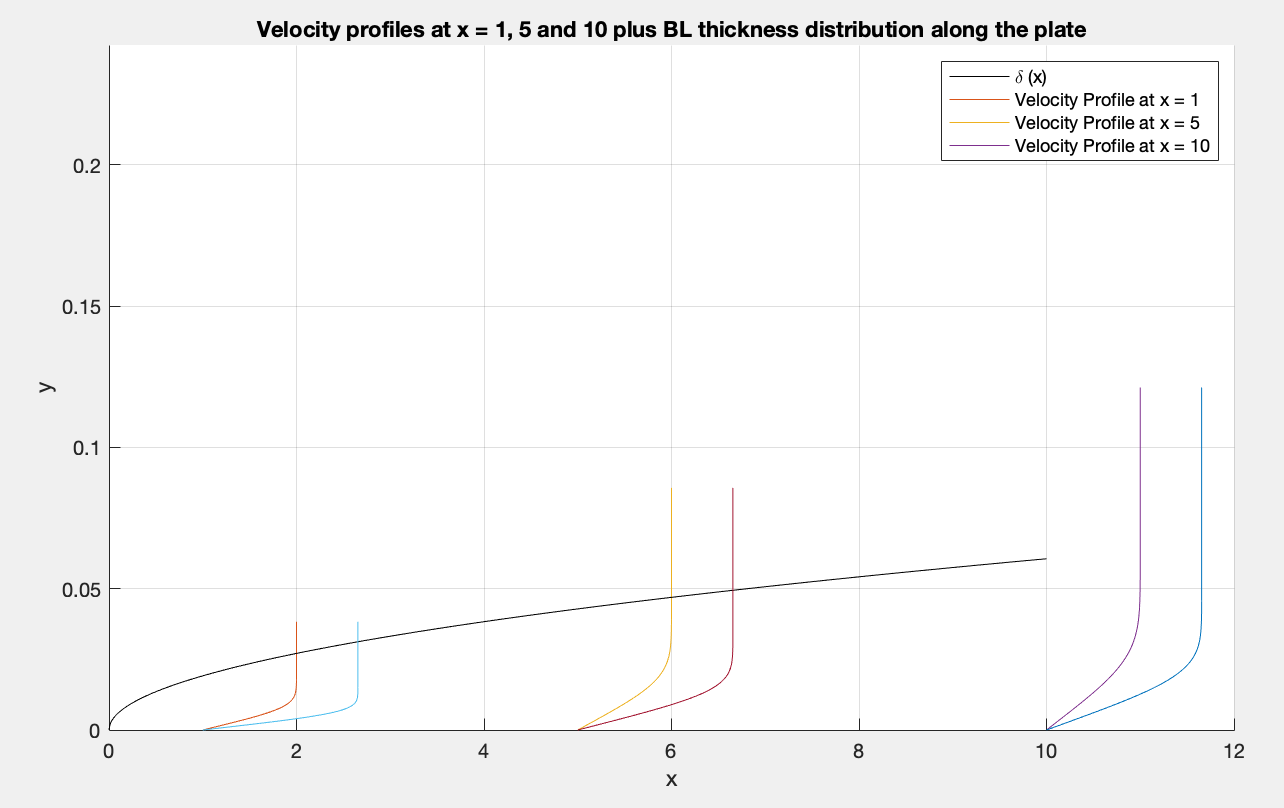 Velocity profiles at x = 1, 5 and 10 plus BL thickness distribution along the plate
δ (x)
Velocity Profile at x = 1
Velocity Profile at x = 5
Velocity Profile at x = 10
0.2
0.15
y
0.1
0.05
0
0 2 4 6 8 10 12
x